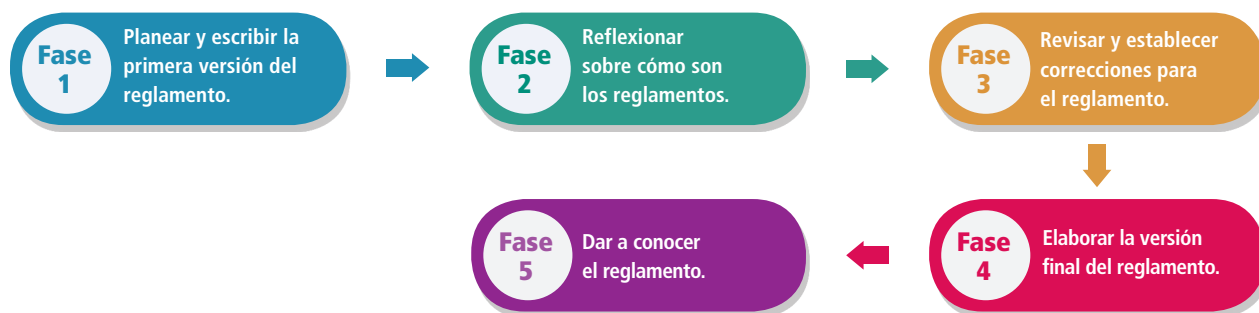 Fase
1
Planear y escribir la
primera versión del
reglamento.
Fase
2
Reflexionar
sobre cómo son
los reglamentos.
Fase
3
Revisar y establecer
correcciones para
el reglamento.
Fase
4
Elaborar la versión
final del reglamento.
Fase
5
Dar a conocer
el reglamento.